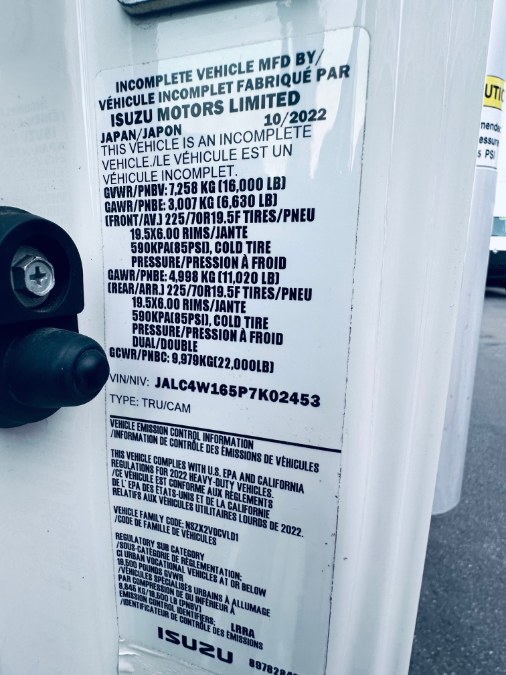 INCOMPLETE VEHICLE MFD BY/
VÉHICULE INCOMPLET FABRIQUÉ PAR
ISUZU MOTORS LIMITED
JAPAN/JAPON 10/2022
THIS VEHICLE IS AN INCOMPLETE
VEHICLE./LE VÉHICULE EST UN
VÉHICULE INCOMPLET.
GVWR/PNBV: 7,258 KG (16,000 LB)
GAWR/PNBE: 3,007 KG (6,630 LB)
(FRONT/AV.) 225/70R19.5F TIRES/PNEU
19.5X6.00 RIMS/JANTE
590KPA(85PSI), COLD TIRE
PRESSURE/PRESSION À FROID
GAWR/PNBE: 4,998 KG (11,020 LB)
(REAR/ARR.) 225/70R19.5F TIRES/PNEU
19.5X6.00 RIMS/JANTE
590KPA(85PSI), COLD TIRE
PRESSURE/PRESSION À FROID
DUAL/DOUBLE
GCWR/PNBC: 9,979KG(22,000LB)
VIN/NIV: JALC4W165P7K02453
TYPE: TRU/CAM
VEHICLE EMISSION CONTROL INFORMATION
/INFORMATION DE CONTRÔLE DES ÉMISSIONS DE VÉHICULES
THIS VEHICLE COMPLIES WITH U.S. EPA AND CALIFORNIA
REGULATIONS FOR 2022 HEAVY-DUTY VEHICLES.
/CE VÉHICULE EST CONFORME AUX RÈGLEMENTS
DE L' EPA DES ÉTATS-UNIS ET DE LA CALIFORNIE
RELATIFS AUX VÉHICULES UTILITAIRES LOURDS DE 2022.
VEHICLE FAMILY CODE: NSZX2VOCVLD1
/CODE DE FAMILLE DE VÉHICULES
REGULATORY SUB CATEGORY
/SOUS-CATÉGORIE DE RÉGLEMENTATION:
CI URBAN VOCATIONAL VEHICLES AT OR BELOW
19,500 POUNDS GVWR
/VÉHICULES SPÉCIALISÉS URBAINS À ALLUMAGE
PAR COMPRESSION DE OU INFÉRIEUR À
8,845 KG/19,500 LB (PNBV)
EMISSION CONTROL IDENTIFIERS: LRRA
/IDENTIFICATEUR DE CONTRÔLE DES ÉMISSIONS
ISUZU